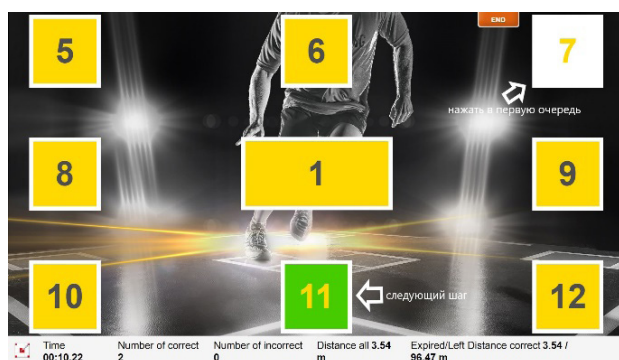 END
5
6
7
нажать в первую очередь
8
1
9
10
11
следующий шаг
12
Time
00:10.22
Number of correct
2
Number of incorrect
0
Distance all 3.54
m
Expired/Left Distance correct 3.54 /
96.47 m